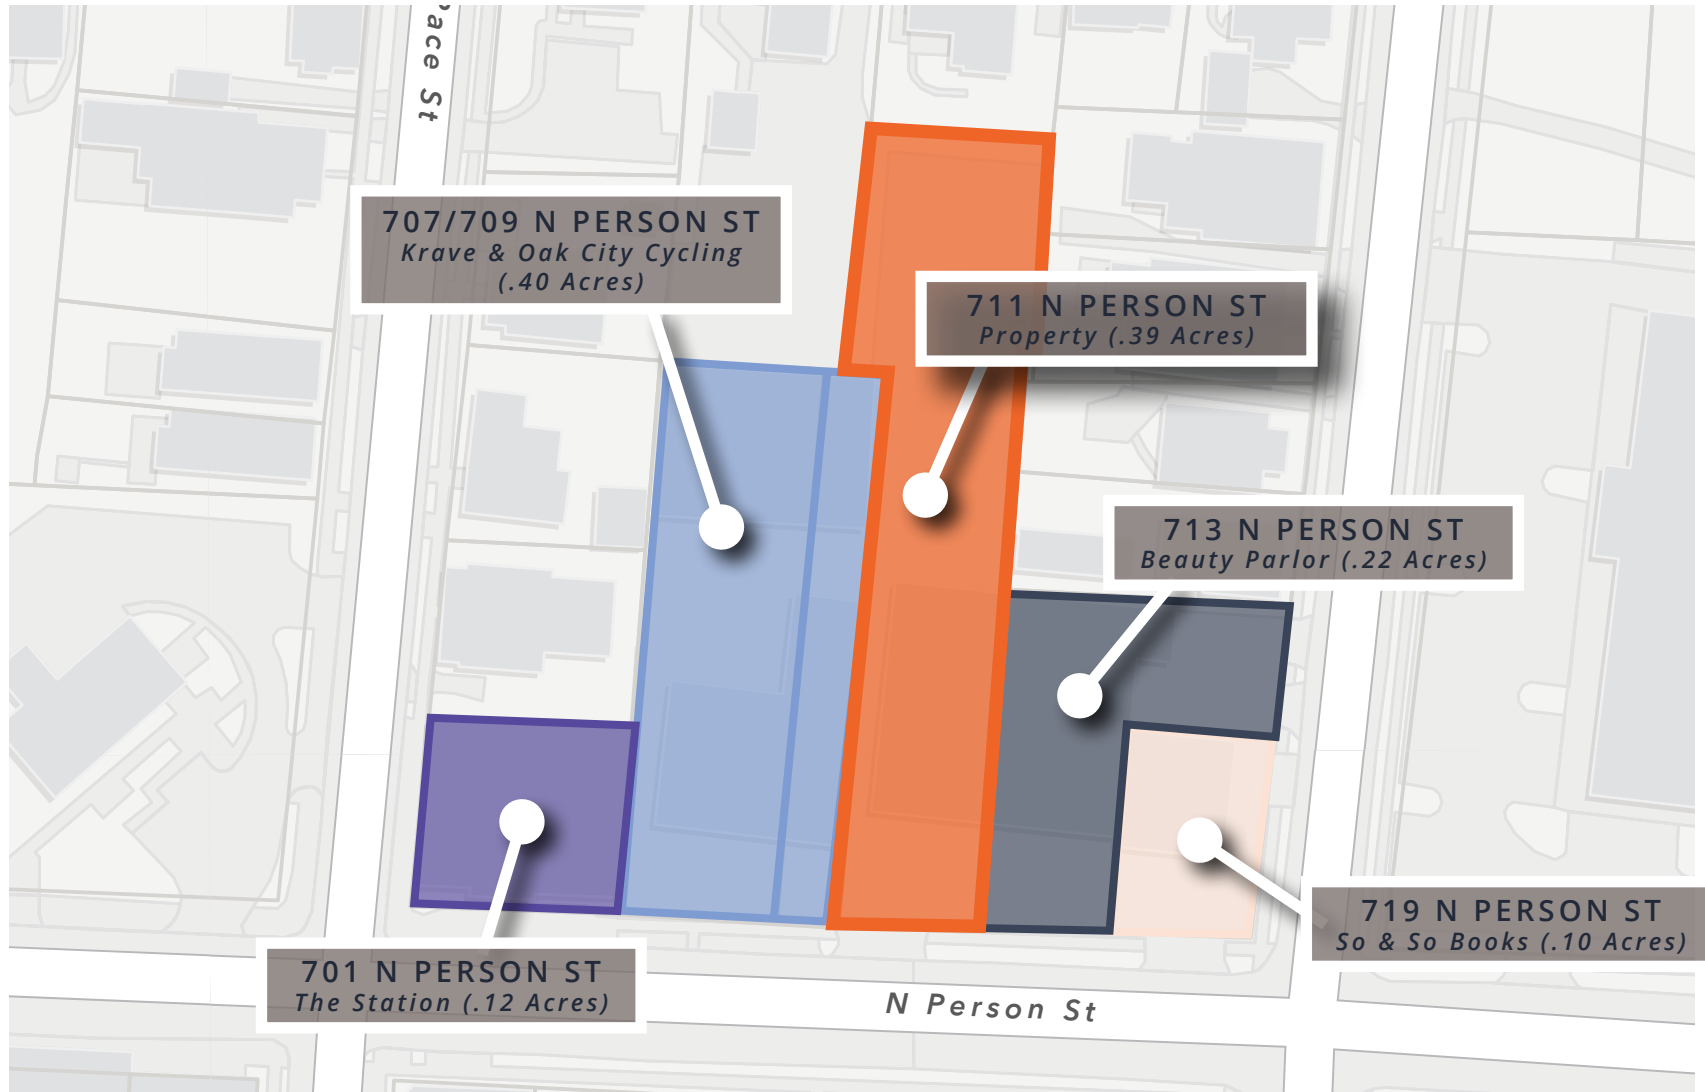 Pace St
707/709 N PERSON ST
Krave & Oak City Cycling
(.40 Acres)
711 N PERSON ST
Property (.39 Acres)
713 N PERSON ST
Beauty Parlor (.22 Acres)
719 N PERSON ST
So & So Books (.10 Acres)
701 N PERSON ST
The Station (.12 Acres)
N Person St